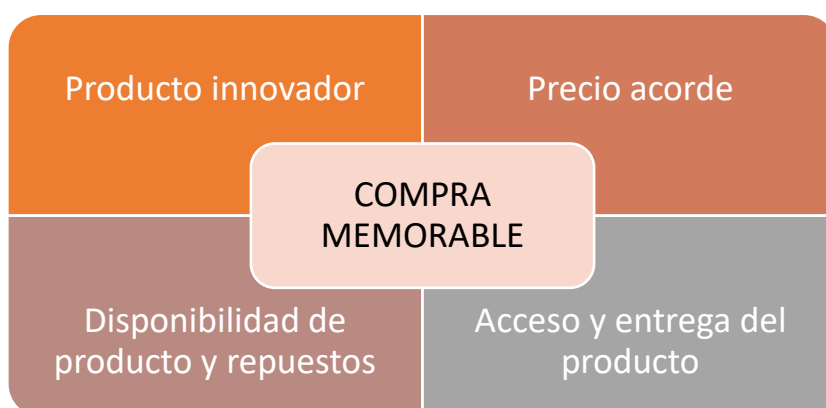 Producto innovador
Precio acorde
COMPRA
MEMORABLE
Disponibilidad de
producto y repuestos
Acceso y entrega del
producto